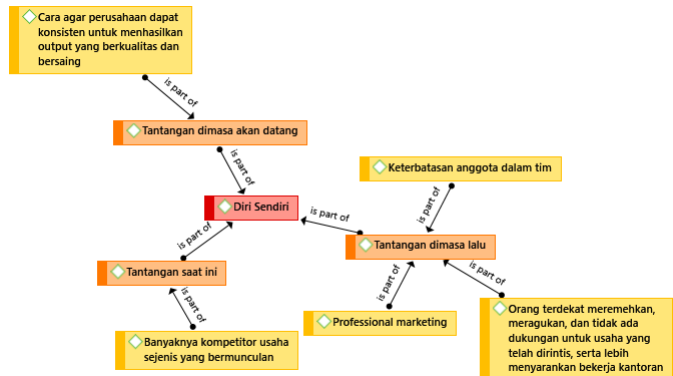 Cara agar perusahaan dapat
konsisten untuk menhasilkan
output yang berkualitas dan
bersaing
is part of
Tantangan dimasa akan datang
is part of
Keterbatasan anggota dalam tim
Diri Sendiri
is part of
is part of
is part of
Tantangan dimasa lalu
Tantangan saat ini
is part of
is part of
is part of
Professional marketing
Orang terdekat meremehkan,
meragukan, dan tidak ada
dukungan untuk usaha yang
telah dirintis, serta lebih
menyarankan bekerja kantoran
Banyaknya kompetitor usaha
sejenis yang bermunculan